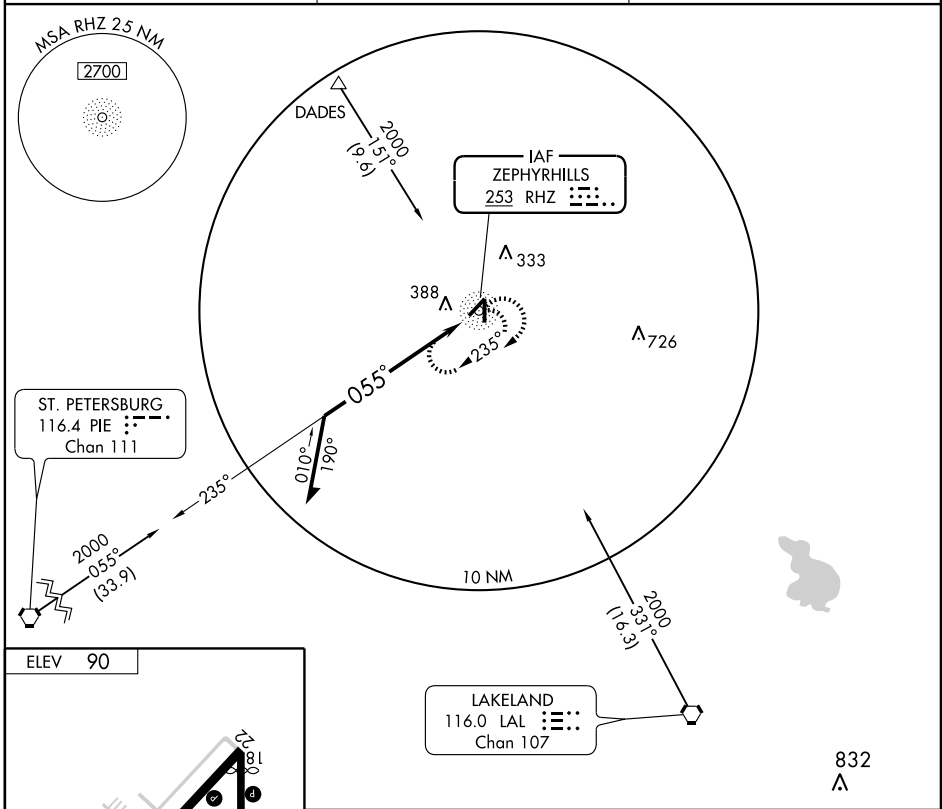 MSA RHZ 25 NM
2700
DADES
2000
151°
(9.6)
IAF
ZEPHYRHILLS
253 RHZ
333
388
726
235°
055°
ST. PETERSBURG
116.4 PIE
Chan 111
010°
190°
235°
2000
055°
(33.9)
10 NM
2000
331°
(16.3)
ELEV 90
LAKELAND
116.0 LAL
Chan 107
22
18
P
P
832